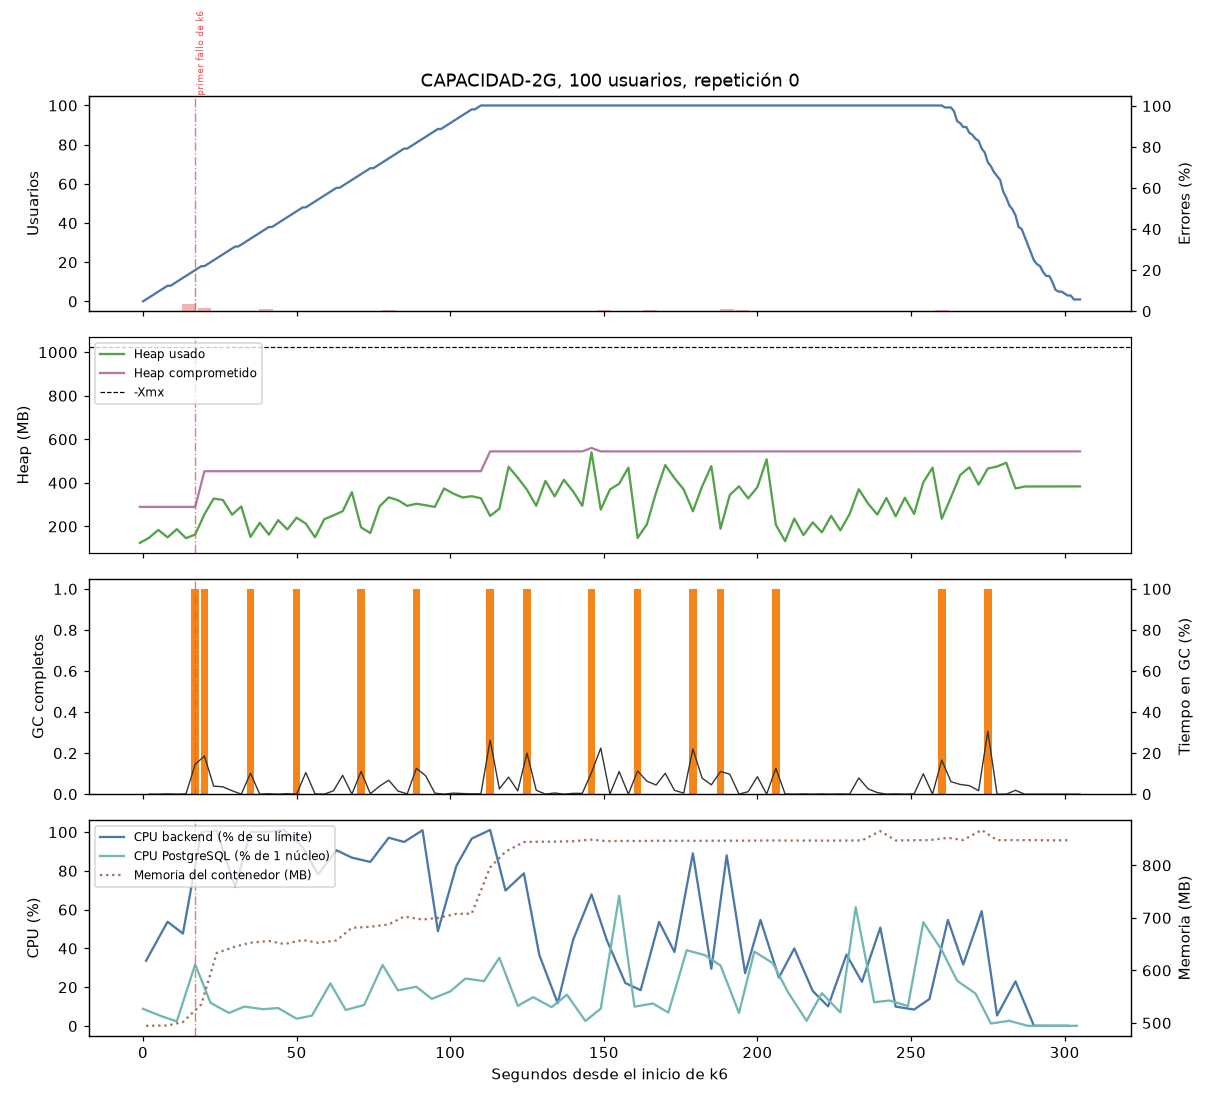 primer fallo de k6
CAPACIDAD-2G, 100 usuarios, repetición 0
100
80
60
40
20
0
Usuarios
100
80
60
40
20
0
Errores (%)
1000
800
600
400
200
Heap (MB)
Heap usado
Heap comprometido
-Xmx
1.0
0.8
0.6
0.4
0.2
0.0
GC completos
100
80
60
40
20
0
Tiempo en GC (%)
100
80
60
40
20
0
CPU (%)
CPU backend (% de su límite)
CPU PostgreSQL (% de 1 núcleo)
Memoria del contenedor (MB)
800
700
600
500
Memoria (MB)
0
50
100
150
200
250
300
Segundos desde el inicio de k6